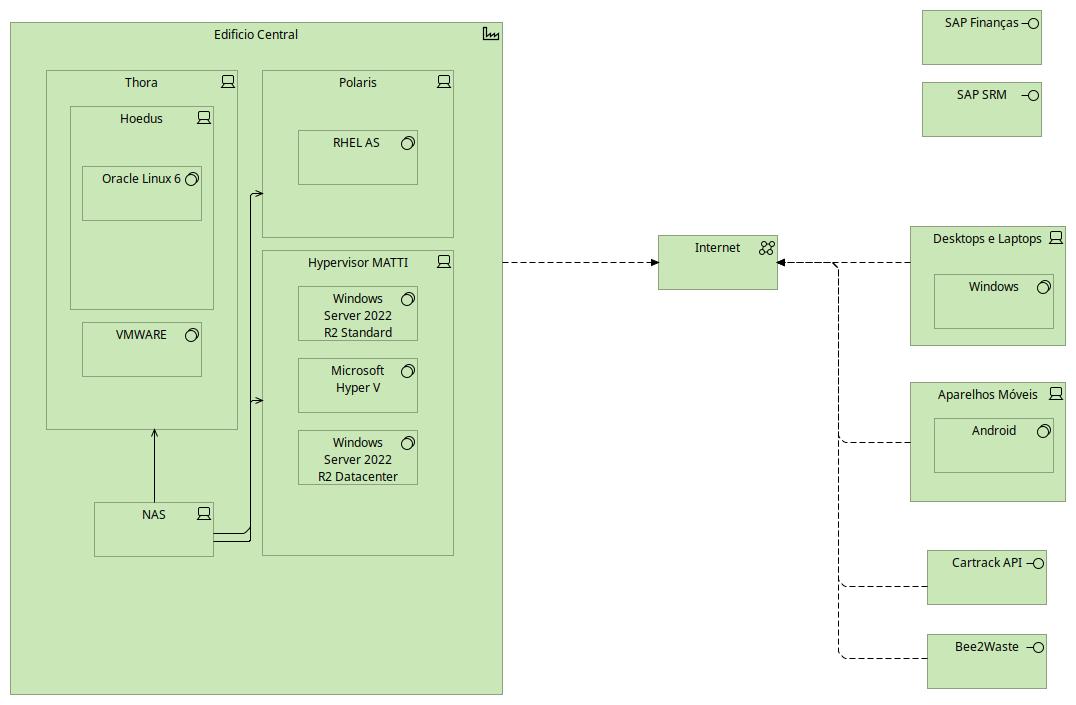 Edificio Central
Thora
Hoedus
Oracle Linux 6
VMWARE
NAS
Polaris
RHEL AS
Hypervisor MATTI
Windows
Server 2022
R2 Standard
Microsoft
Hyper V
Windows
Server 2022
R2 Datacenter
Internet
SAP Finanças
SAP SRM
Desktops e Laptops
Windows
Aparelhos Móveis
Android
Cartrack API
Bee2Waste